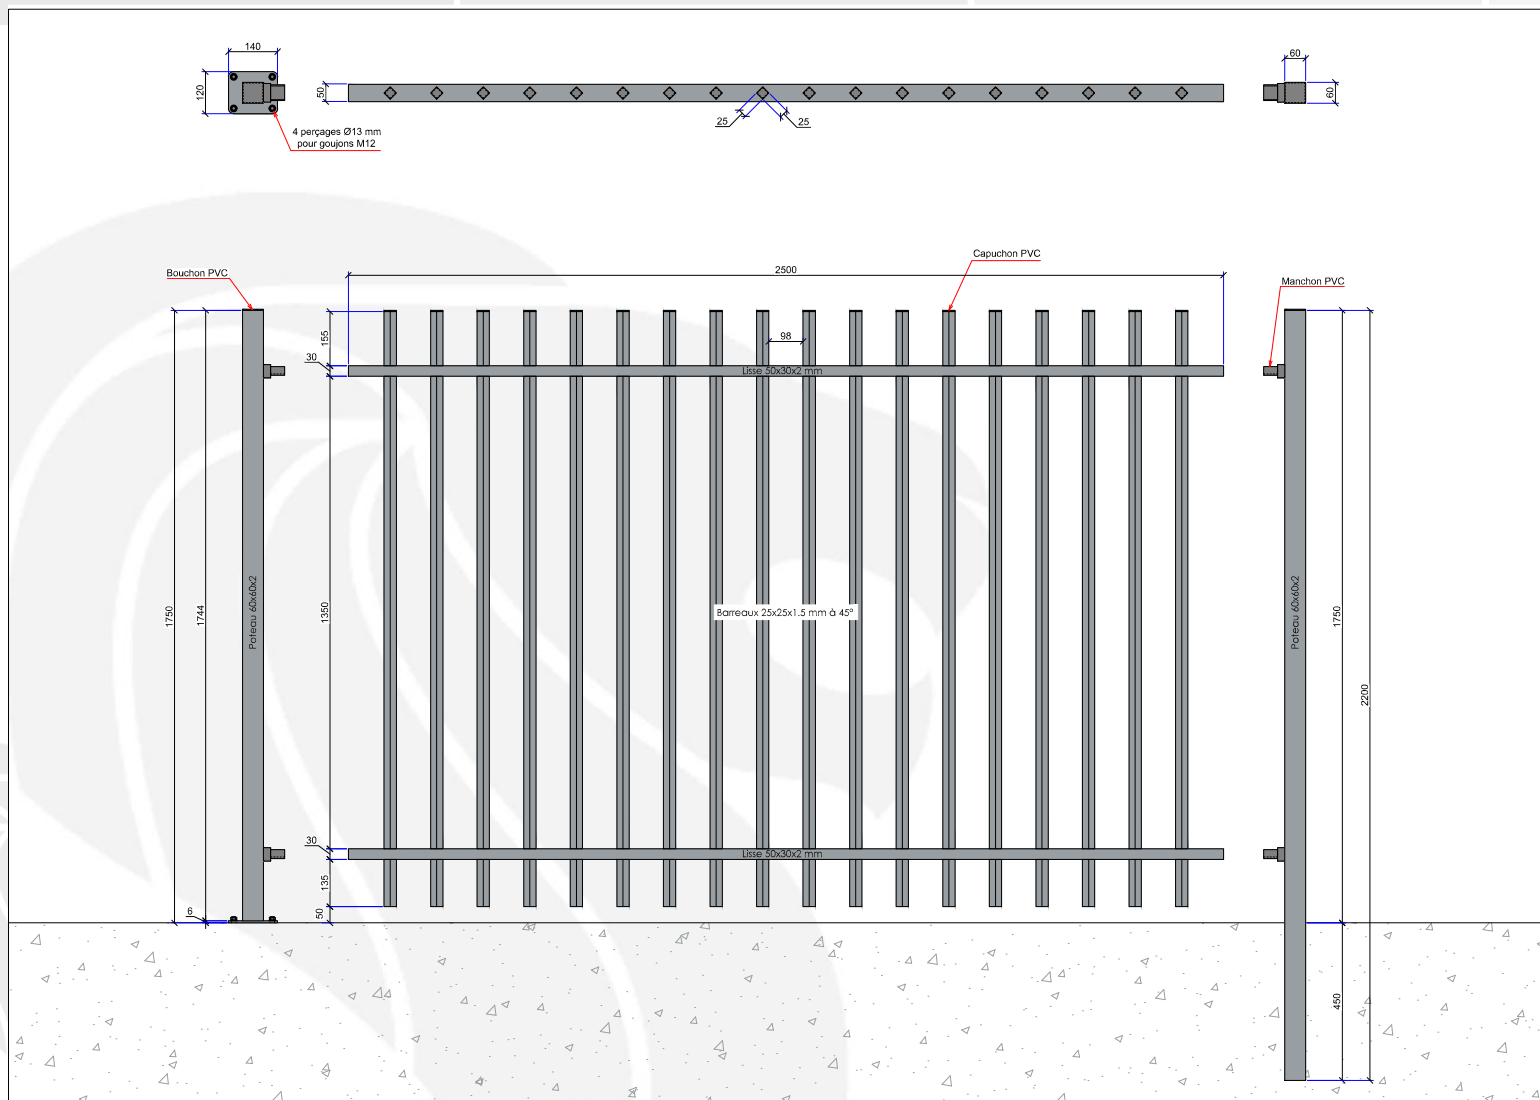 140
60
120
50
60
25
25
4 perçages Ø13 mm
pour goujons M12
Bouchon PVC
2500
Capuchon PVC
Manchon PVC
155
98
30
Lisse 50x30x2 mm
1750
1744
Poteau 60x60x2
1350
Barreaux 25x25x1.5 mm à 45°
Poteau 60x60x2
1750
2200
30
Lisse 50x30x2 mm
135
6
50
450